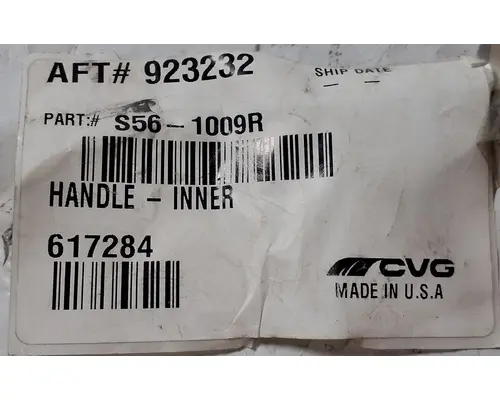 AFT# 923232
SHIP DATE
PART:# S56-1009R
HANDLE - INNER
617284
CVG
MADE IN U.S.A